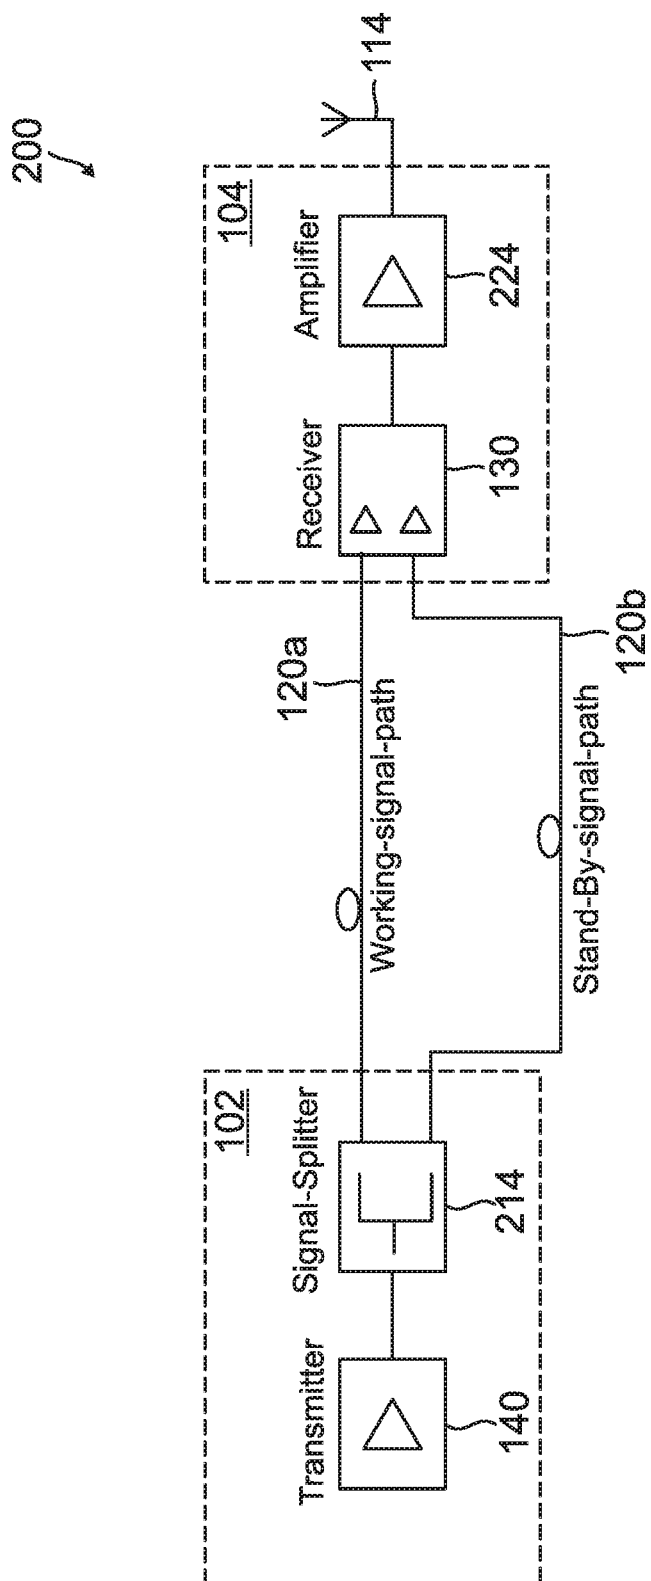 200
102
Transmitter
140
Signal-Splitter
214
120a
Working-signal-path
Stand-By-signal-path
120b
104
Receiver
130
Amplifier
224
114